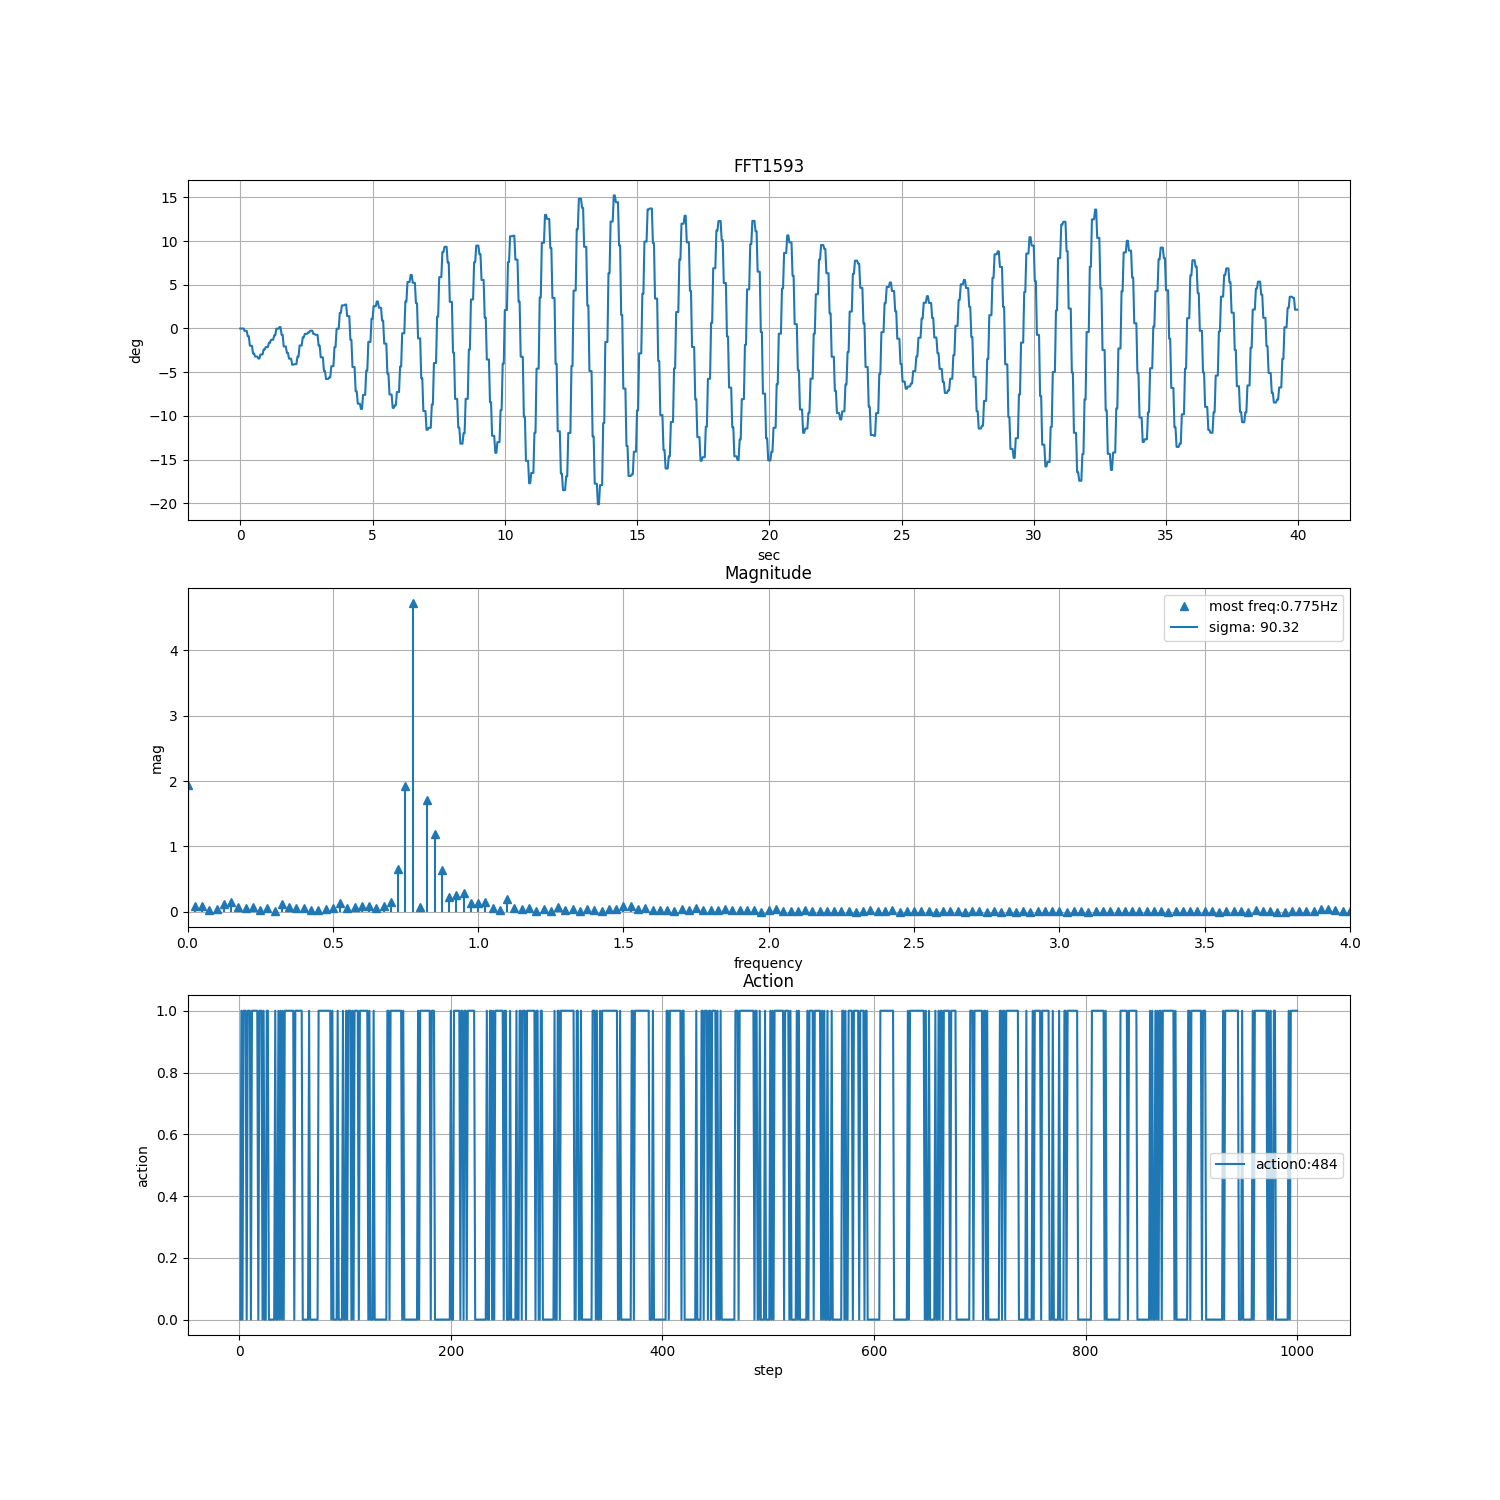 FFT1593
15
10
5
0
−5
−10
−15
−20
deg
0 5 10 15 20 25 30 35 40
sec
Magnitude
most freq:0.775Hz
sigma: 90.32
4
3
2
1
0
mag
0.0 0.5 1.0 1.5 2.0 2.5 3.0 3.5 4.0
frequency
Action
1.0
0.8
0.6
0.4
0.2
0.0
action
action0:484
0 200 400 600 800 1000
step